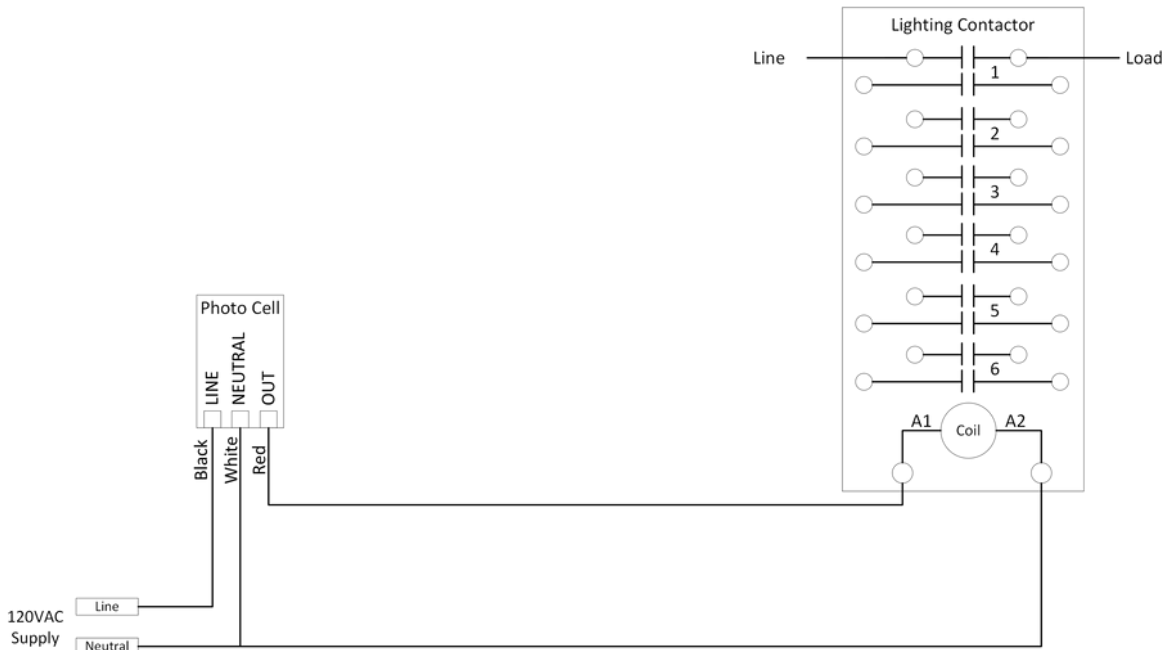 Lighting Contactor
Line
Load
1
2
3
4
5
6
A1
Coil
A2
Photo Cell
LINE
NEUTRAL
OUT
Black
White
Red
120VAC
Supply
Line
Neutral